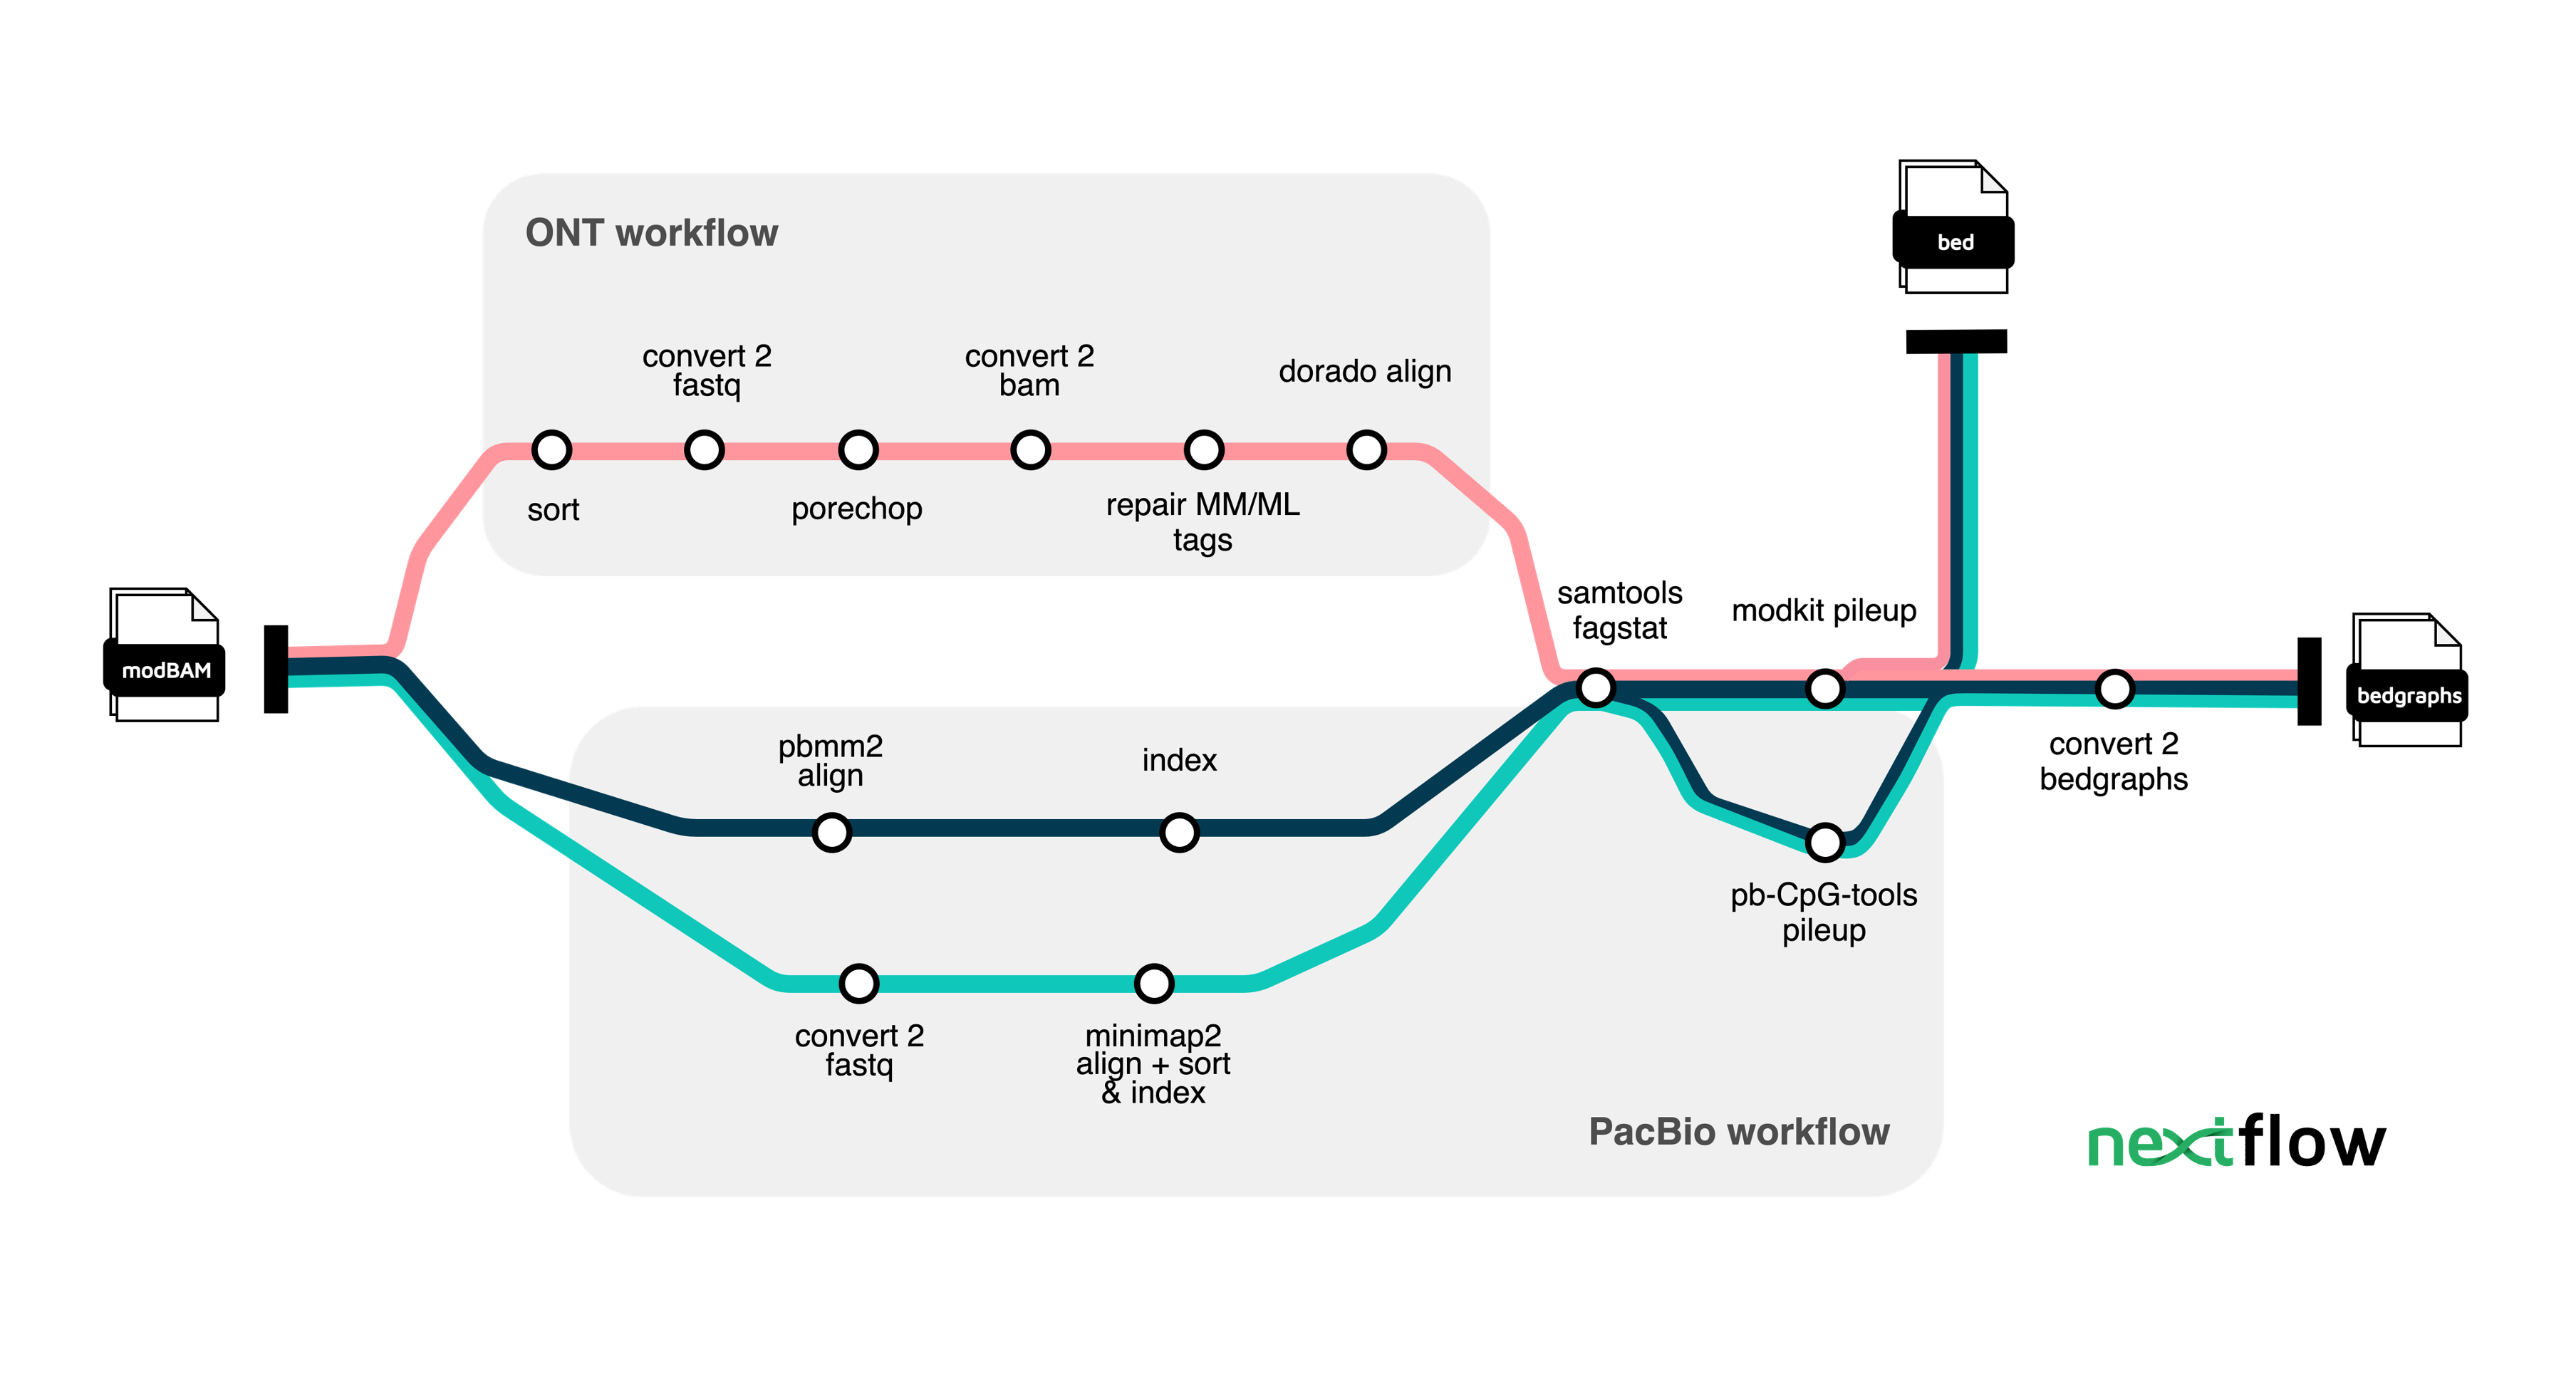 ONT workflow
convert 2
fastq
convert 2
bam
dorado align
sort
porechop
repair MM/ML
tags
bed
modBAM
samtools
fagstat
modkit pileup
bedgraphs
convert 2
bedgraphs
pbmm2
align
index
pb-CpG-tools
pileup
convert 2
fastq
minimap2
align + sort
& index
PacBio workflow
nextflow